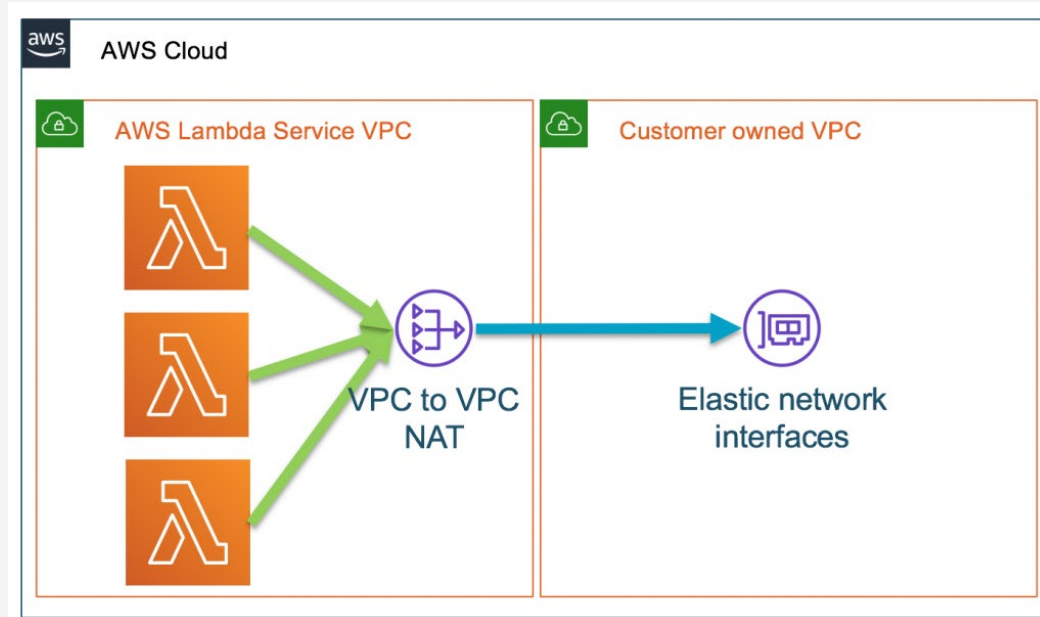 aws
AWS Cloud
AWS Lambda Service VPC
Customer owned VPC
VPC to VPC
NAT
Elastic network
interfaces